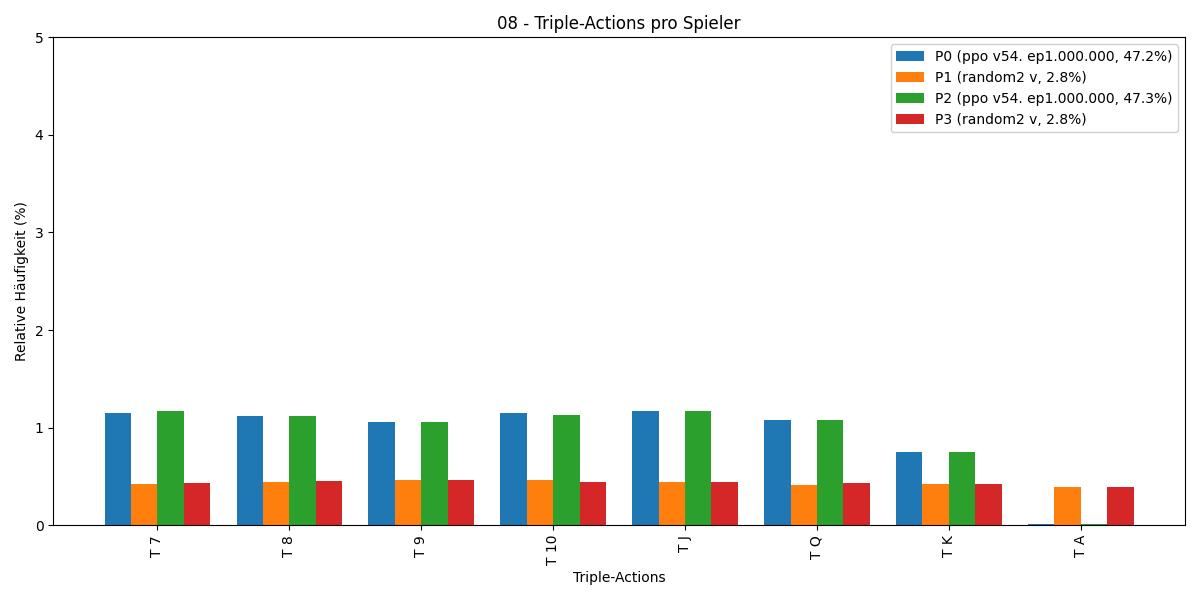 08 - Triple-Actions pro Spieler
P0 (ppo v54. ep1.000.000, 47.2%)
P1 (random2 v, 2.8%)
P2 (ppo v54. ep1.000.000, 47.3%)
P3 (random2 v, 2.8%)
Relative Häufigkeit (%)
5
4
3
2
1
0
T 7
T 8
T 9
T 10
T J
T Q
T K
T A
Triple-Actions